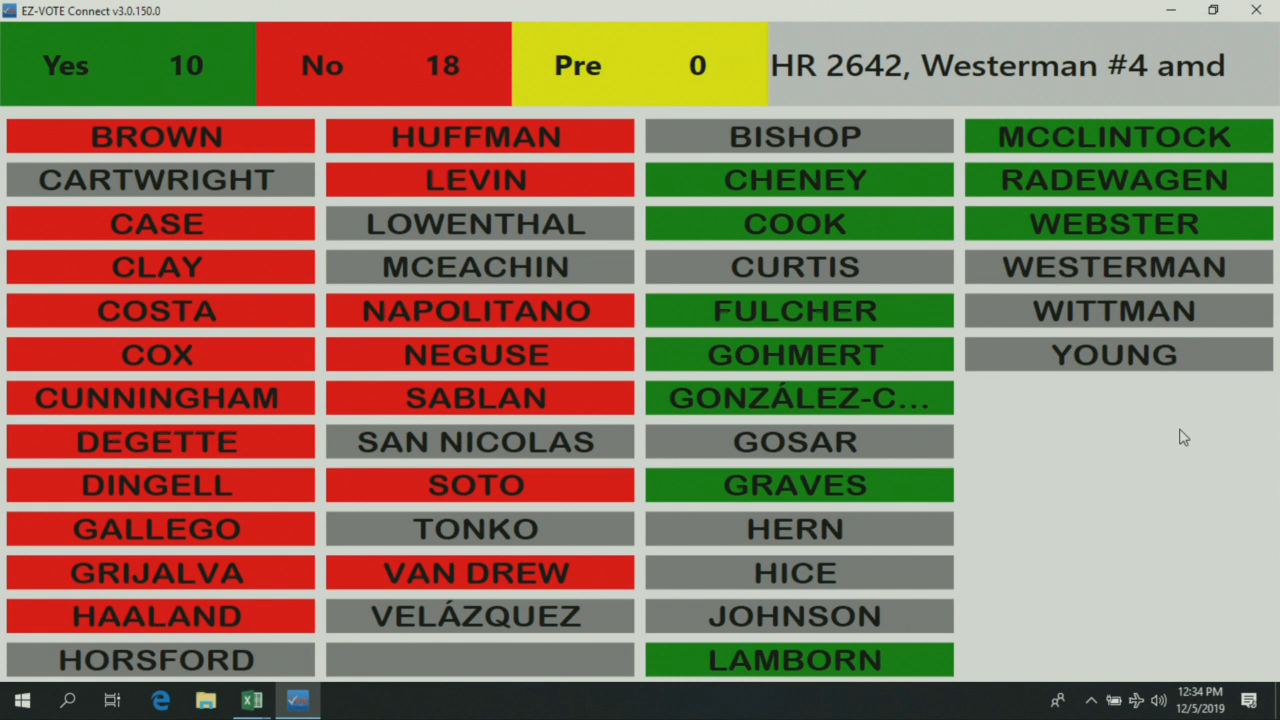 EZ-VOTE Connect v3.0.150.0
Yes 10 No 18 Pre 0 HR 2642, Westerman #4 amd
BROWN HUFFMAN BISHOP MCCLINTOCK
CARTWRIGHT LEVIN CHENEY RADEWAGEN
CASE LOWENTHAL COOK WEBSTER
CLAY MCEACHIN CURTIS WESTERMAN
COSTA NAPOLITANO FULCHER WITTMAN
COX NEGUSE GOHMERT YOUNG
CUNNINGHAM SABLAN GONZÁLEZ-C...
DEGETTE SAN NICOLAS GOSAR
DINGELL SOTO GRAVES
GALLEGO TONKO HERN
GRIJALVA VAN DREW HICE
HAALAND VELÁZQUEZ JOHNSON
HORSFORD LAMBORN
12:34 PM
12/5/2019